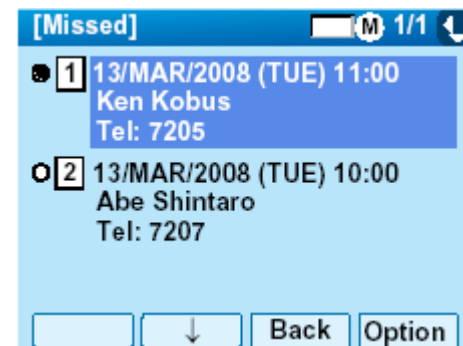 [Missed] M 1/1
1 13/MAR/2008 (TUE) 11:00
Ken Kobus
Tel: 7205
2 13/MAR/2008 (TUE) 10:00
Abe Shintaro
Tel: 7207
↓ Back Option